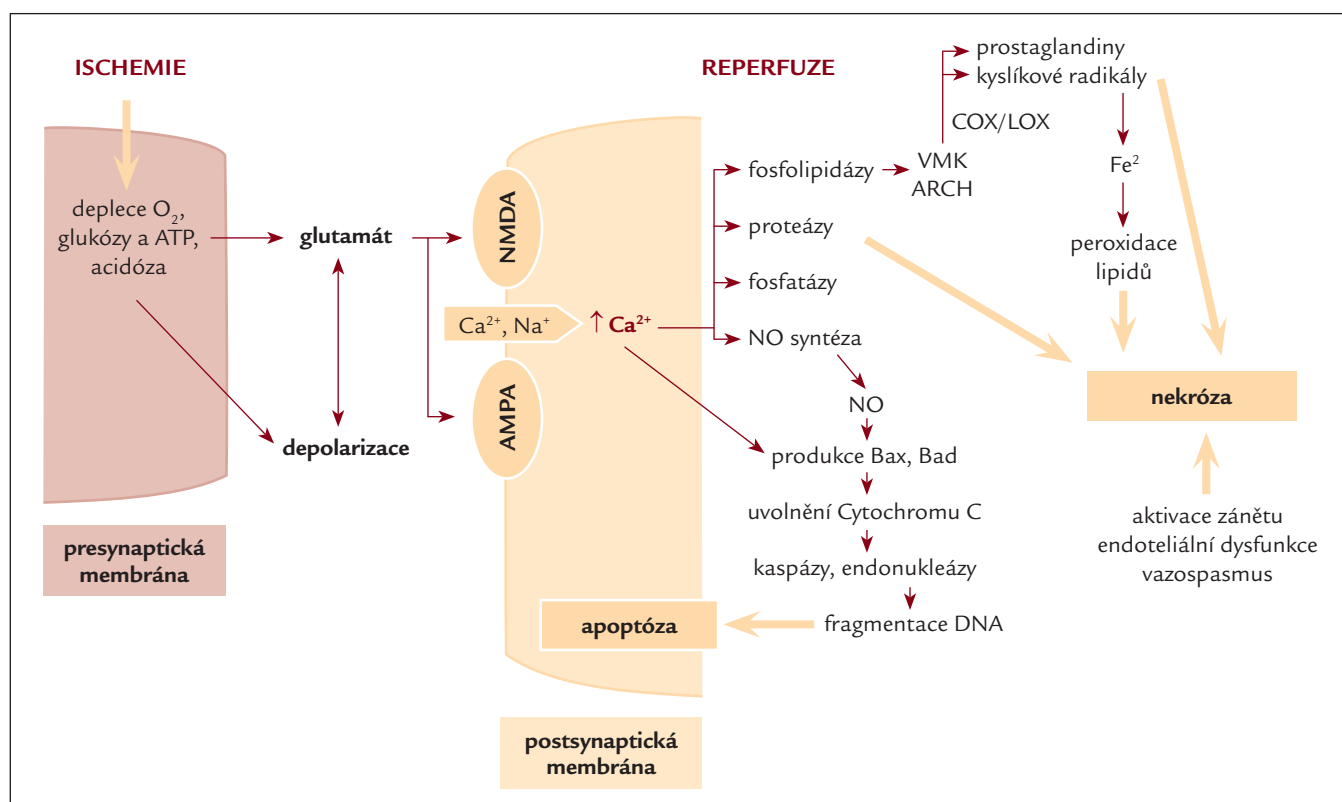 ISCHEMIE
REPERFUZE
prostaglandiny
kyslíkové radikály
COX/LOX
fosfolipidázy
VMK
ARCH
Fe²
deplece O₂,
glukózy a ATP,
acidóza
glutamát
NMDA
proteázy
peroxidace
lipidů
fosfatázy
Ca²⁺, Na⁺
↑ Ca²⁺
NO syntéza
NO
nekróza
AMPA
depolarizace
produkce Bax, Bad
uvolnění Cytochromu C
aktivace zánětu
endoteliální dysfunkce
vazospasmus
presynaptická
membrána
kaspázy, endonukleázy
apoptóza
fragmentace DNA
postsynaptická
membrána